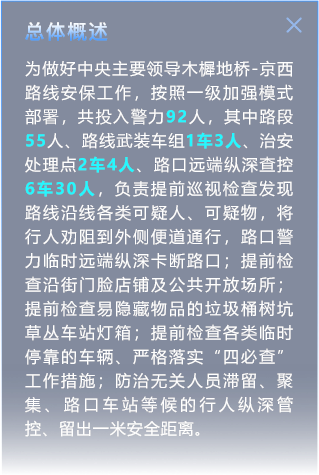 总体概述
为做好中央主要领导木樨地桥-京西
路线安保工作，按照一级加强模式
部署，共投入警力92人，其中路段
55人、路线武装车组1车3人、治安
处理点2车4人、路口远端纵深查控
6车30人，负责提前巡视检查发现
路线沿线各类可疑人、可疑物，将
行人劝阻到外侧便道通行，路口警
力临时远端纵深卡断路口；提前检
查沿街门脸店铺及公共开放场所；
提前检查易隐藏物品的垃圾桶树坑
草丛车站灯箱；提前检查各类临时
停靠的车辆、严格落实“四必查”
工作措施；防治无关人员滞留、聚
集、路口车站等候的行人纵深管
控、留出一米安全距离。